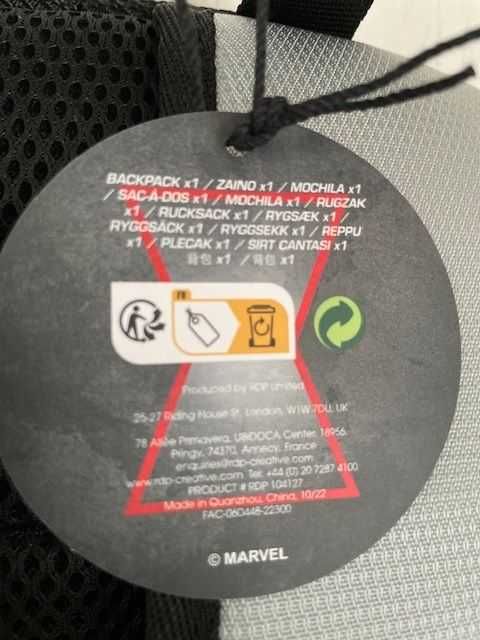 BACKPACK x1 / ZAINO x1 / MOCHILA x1
/ SAC-À-DOS x1 / MOCHILA x1 / RUGZAK
x1 / RUCKSACK x1 / RYGSÆK x1 /
RYGGSÄCK x1 / RYGGSEKK x1 / REPPU
x1 / PLECAK x1 / SIRT ÇANTASI x1
背包 x1 / 背包 x1
FR
Produced by RDP Limited
25-27 Riding House St, London, W1W 7DU, UK
78 Allée Primavera, UBIDOCA Center, 18956,
Pringy, 74370, Annecy, France
enquiries@rdp-creative.com
www.rdp-creative.com Tel: +44 (0) 20 7287 4100
PRODUCT # RDP 104127
Made in Quanzhou, China, 10/22
FAC-060448-22300
© MARVEL